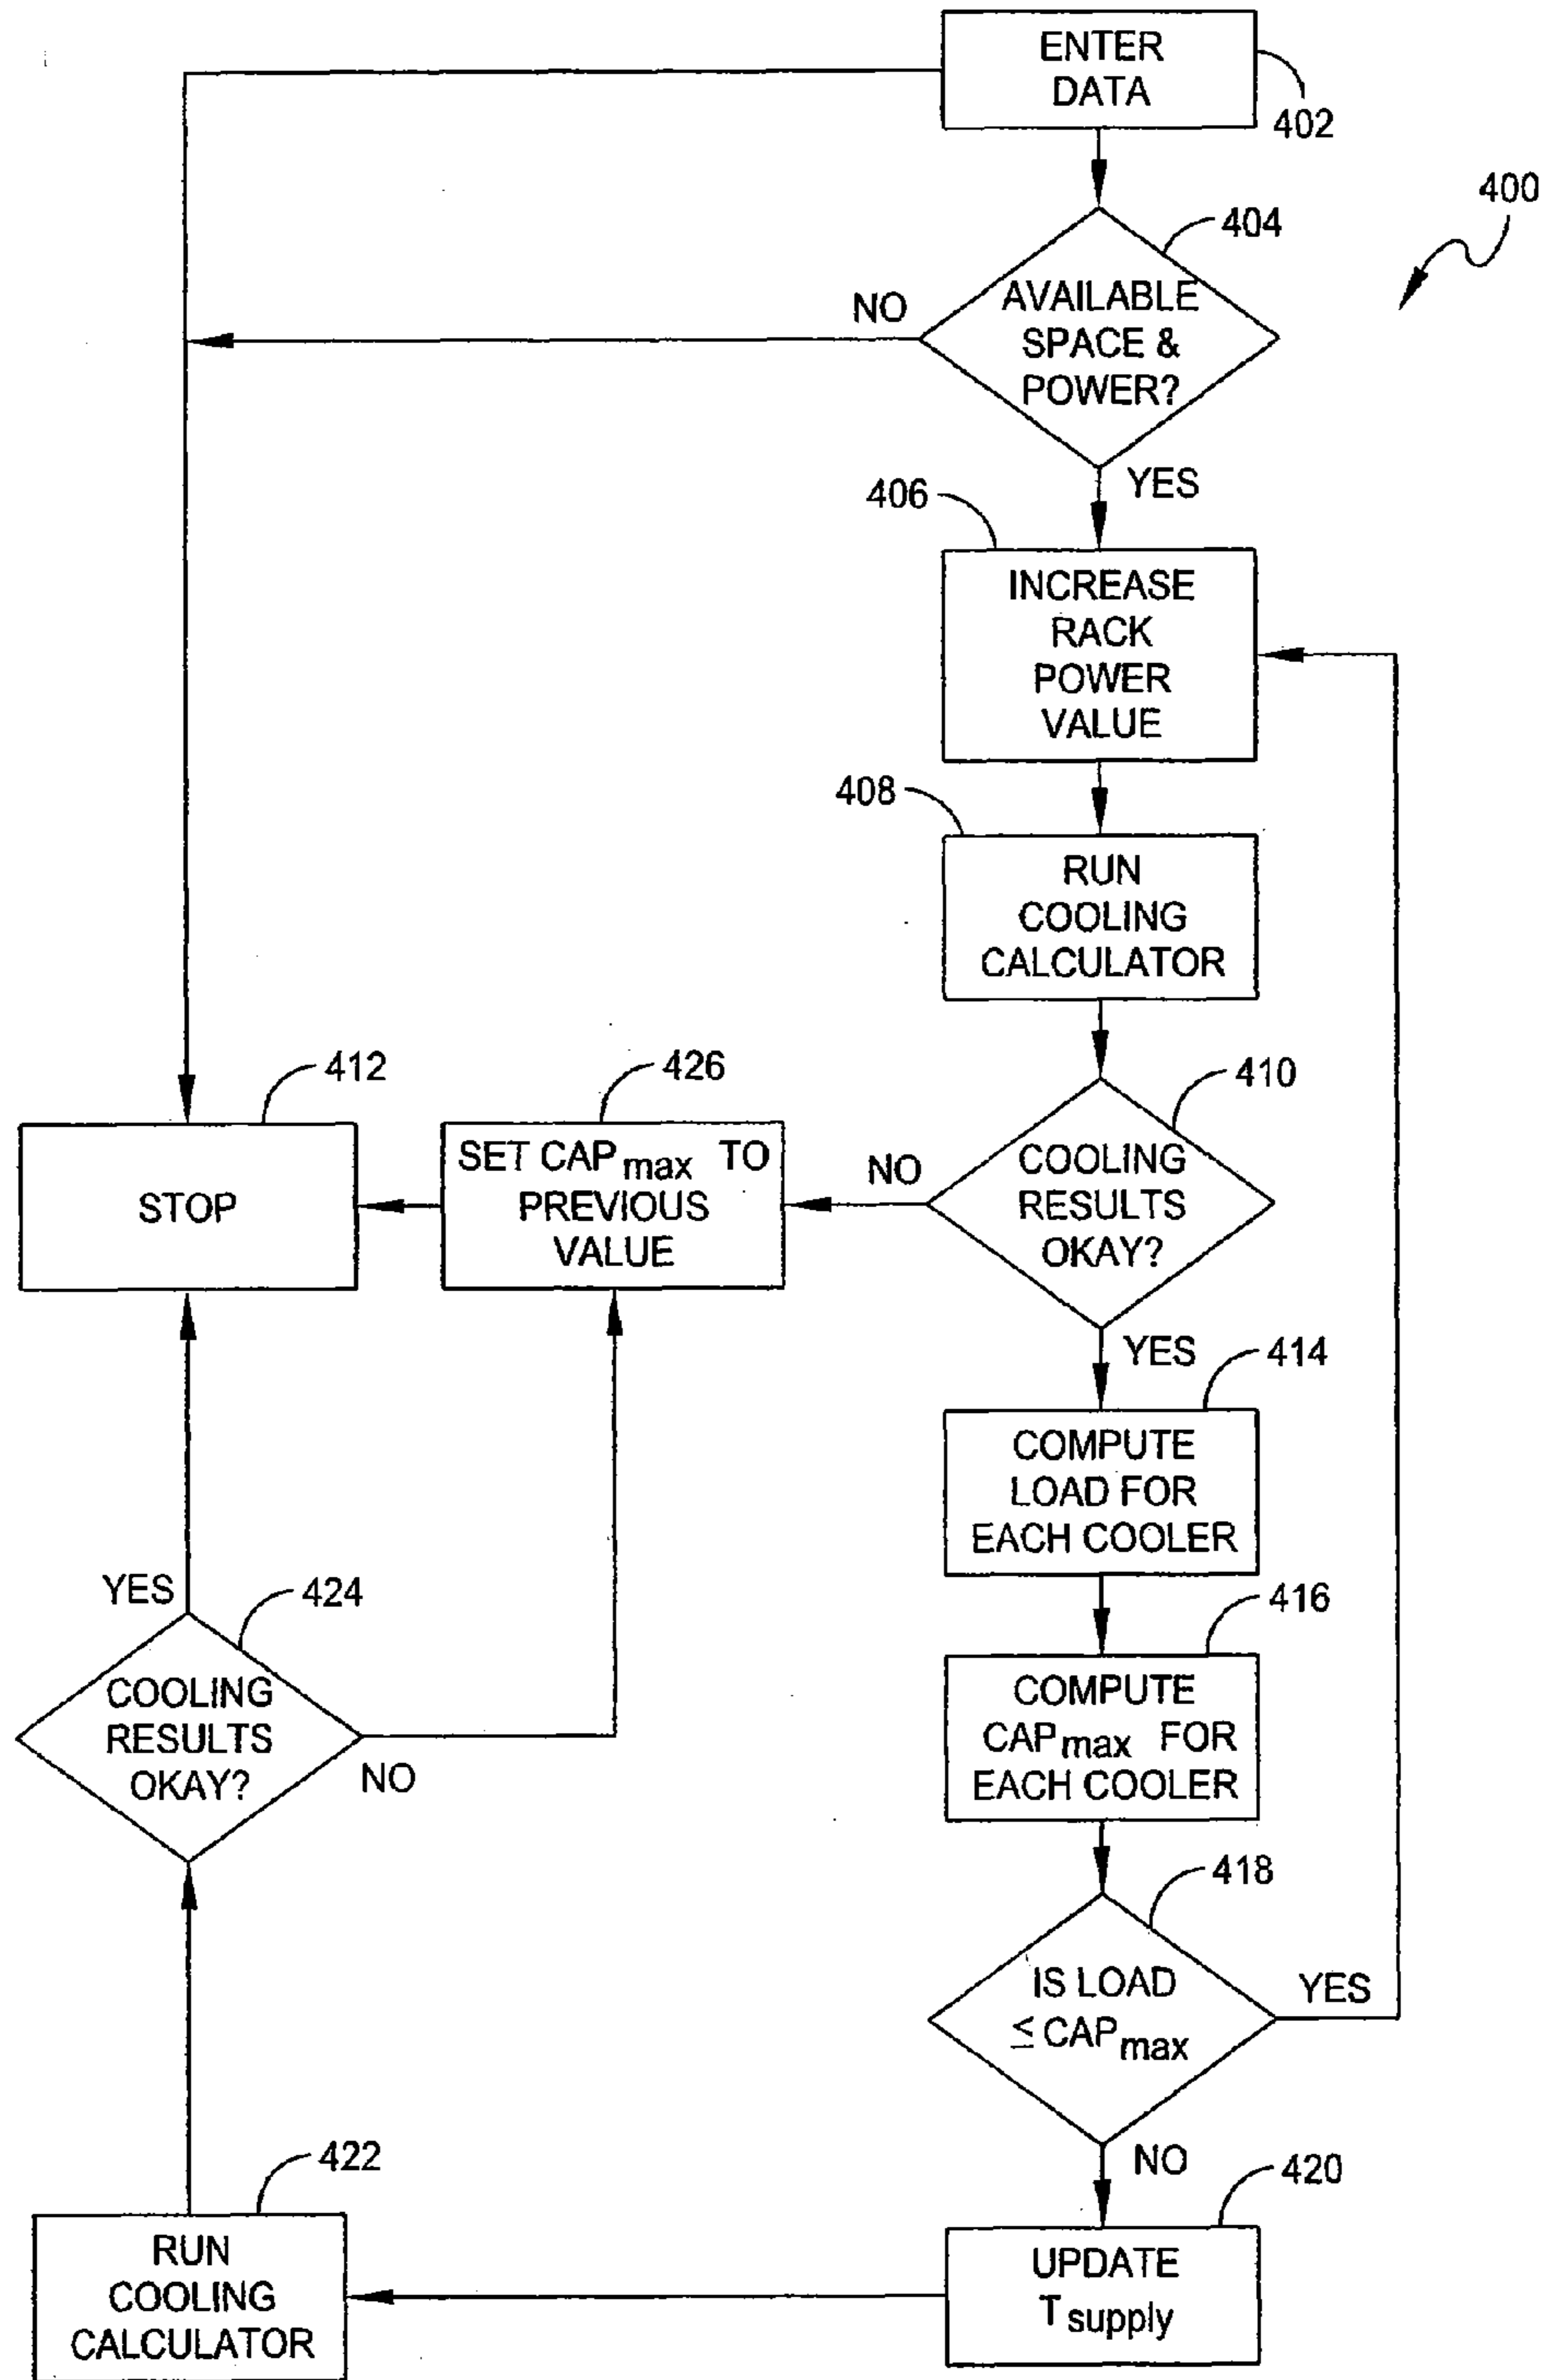 ENTER
DATA
402
400
404
AVAILABLE
SPACE &
POWER?
NO
YES
406
INCREASE
RACK
POWER
VALUE
408
RUN
COOLING
CALCULATOR
410
COOLING
RESULTS
OKAY?
NO
YES
426
SET CAPmax TO
PREVIOUS
VALUE
412
STOP
414
COMPUTE
LOAD FOR
EACH COOLER
416
COMPUTE
CAPmax FOR
EACH COOLER
418
IS LOAD
≤ CAPmax
YES
NO
420
UPDATE
Tsupply
422
RUN
COOLING
CALCULATOR
424
COOLING
RESULTS
OKAY?
YES
NO